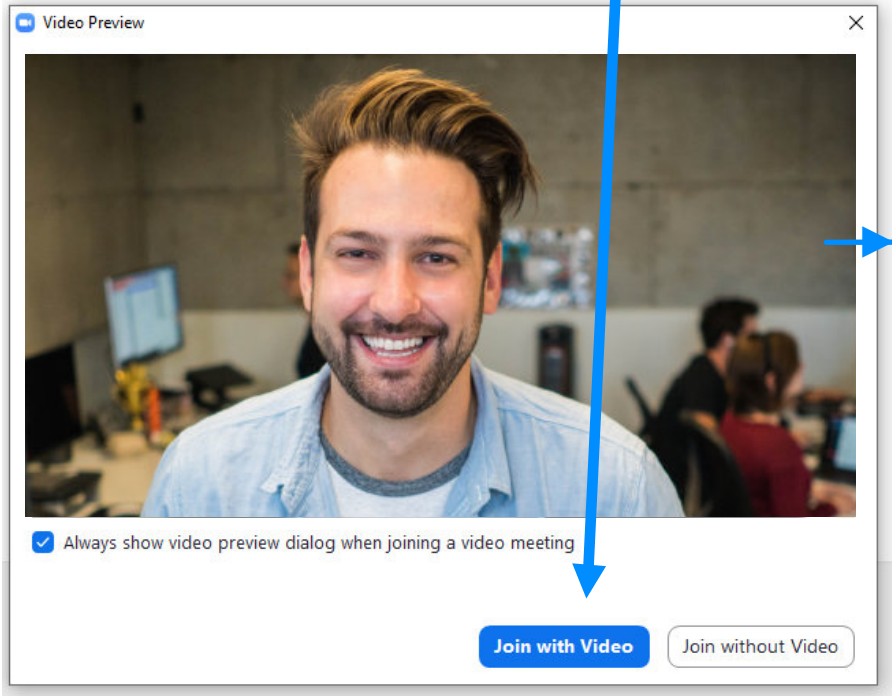 Video Preview
Always show video preview dialog when joining a video meeting
Join with Video
Join without Video